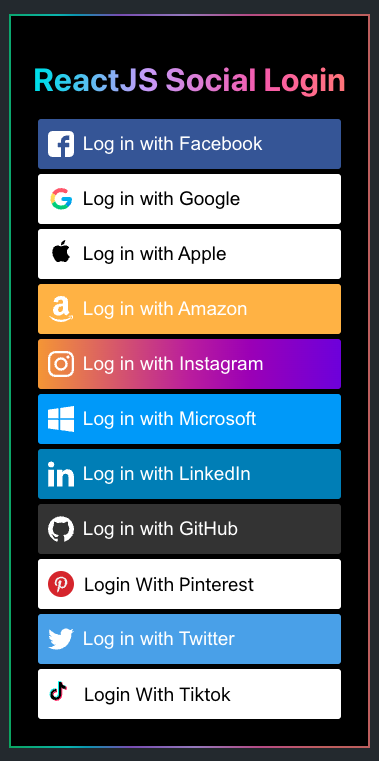 ReactJS Social Login
Log in with Facebook
Log in with Google
Log in with Apple
Log in with Amazon
Log in with Instagram
Log in with Microsoft
Log in with LinkedIn
Log in with GitHub
Login With Pinterest
Log in with Twitter
Login With Tiktok